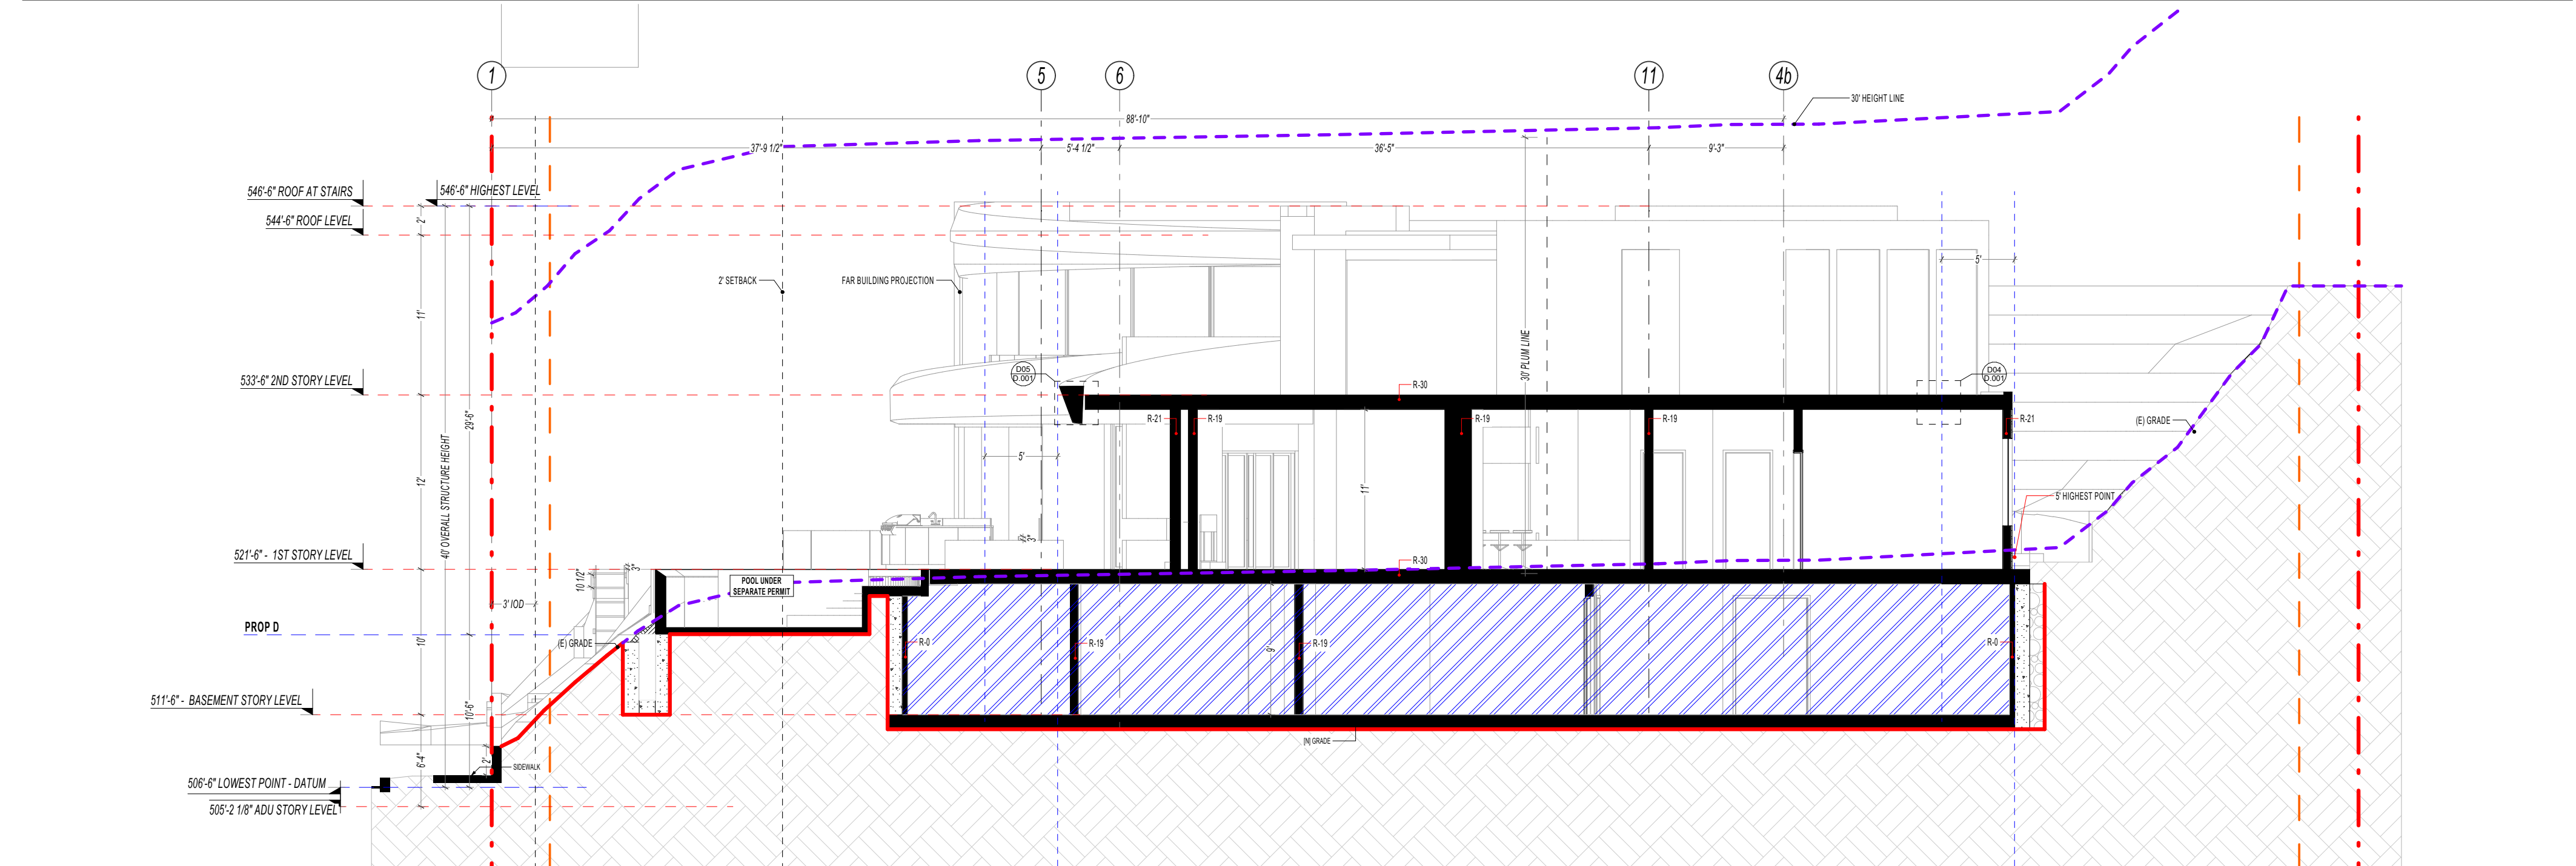 1
5
6
11
4b
30' HEIGHT LINE
88'-10"
37'-9 1/2"
5'-4 1/2"
36'-5"
9'-3"
546'-6" ROOF AT STAIRS
546'-6" HIGHEST LEVEL
544'-6" ROOF LEVEL
2'
2' SETBACK
FAR BUILDING PROJECTION
5'
11'
30' PLUM LINE
533'-6" 2ND STORY LEVEL
D05
D.001
D04
D.001
R-30
29'-6"
R-21
R-19
R-19
R-19
R-21
(E) GRADE
40' OVERALL STRUCTURE HEIGHT
12'
5'
11"
5' HIGHEST POINT
3"
521'-6" - 1ST STORY LEVEL
R-30
10 1/2"
3"
POOL UNDER
SEPARATE PERMIT
3' IOD
PROP D
10'
(E) GRADE
R-0
R-19
9'
R-19
R-0
511'-6" - BASEMENT STORY LEVEL
10'-6"
[N] GRADE
6'-4"
2'
SIDEWALK
506'-6" LOWEST POINT - DATUM
505'-2 1/8" ADU STORY LEVEL